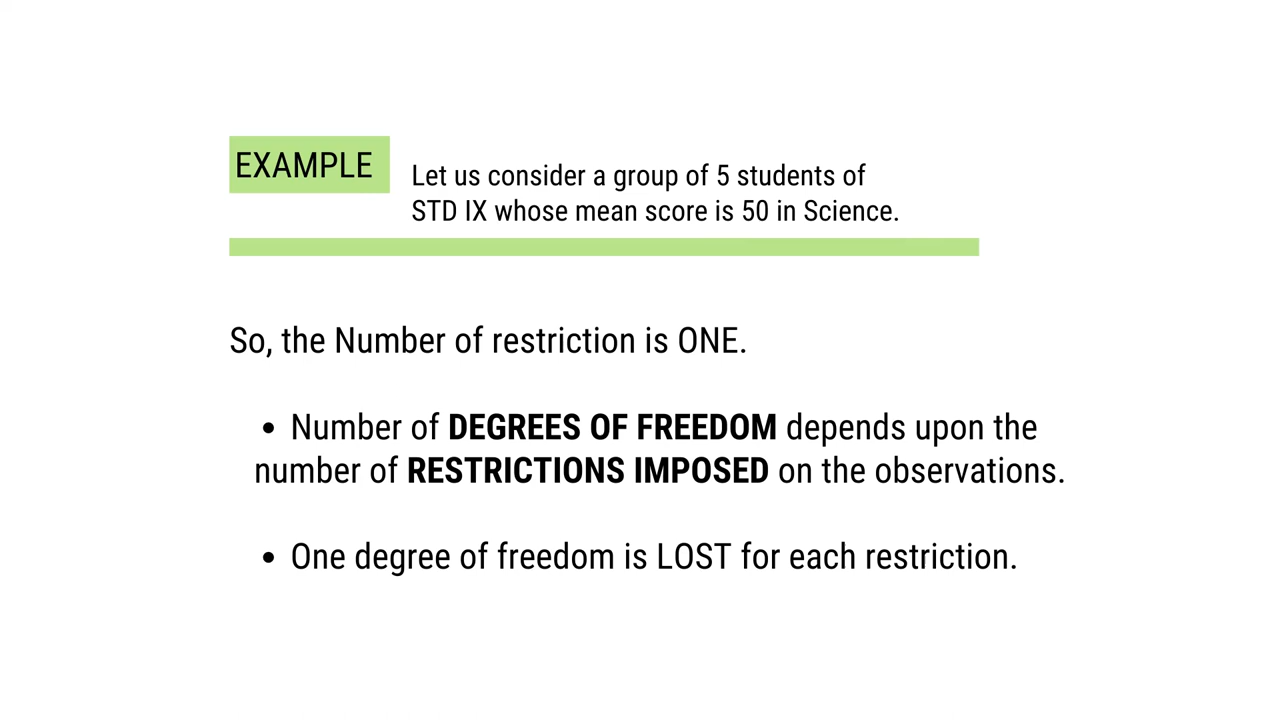 EXAMPLE
Let us consider a group of 5 students of
STD IX whose mean score is 50 in Science.
So, the Number of restriction is ONE.
• Number of DEGREES OF FREEDOM depends upon the
number of RESTRICTIONS IMPOSED on the observations.
• One degree of freedom is LOST for each restriction.